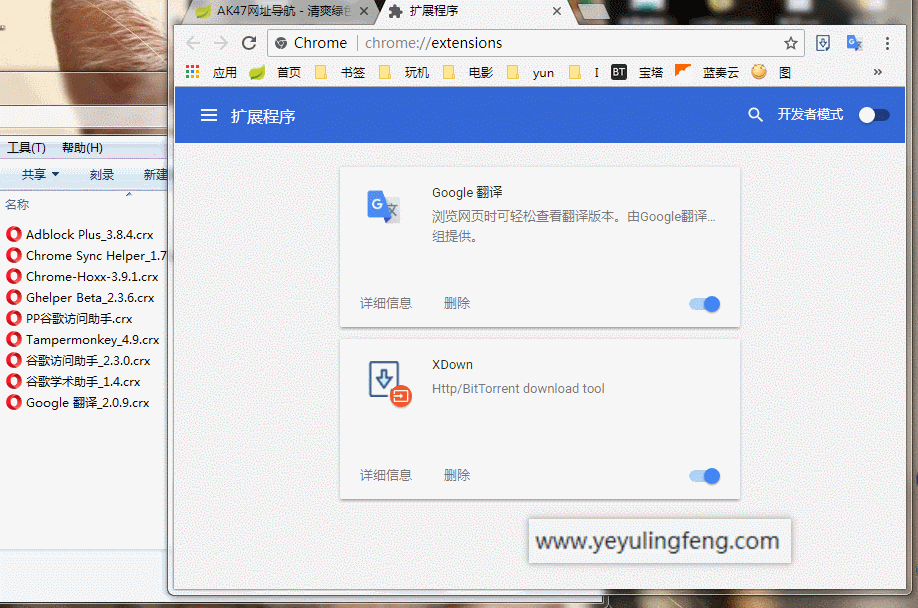 AK47网址导航 - 清爽绿色
扩展程序
Chrome
chrome://extensions
应用
首页
书签
玩机
电影
yun
I
BT
宝塔
蓝奏云
图
»
扩展程序
开发者模式
工具(T) 帮助(H)
共享 刻录 新建
名称
Adblock Plus_3.8.4.crx
Chrome Sync Helper_1.7
Chrome-Hoxx-3.9.1.crx
Ghelper Beta_2.3.6.crx
PP谷歌访问助手.crx
Tampermonkey_4.9.crx
谷歌访问助手_2.3.0.crx
谷歌学术助手_1.4.crx
Google 翻译_2.0.9.crx
Google 翻译
浏览网页时可轻松查看翻译版本。由Google翻译...
组提供。
详细信息 删除
XDown
Http/BitTorrent download tool
详细信息 删除
www.yeyulingfeng.com